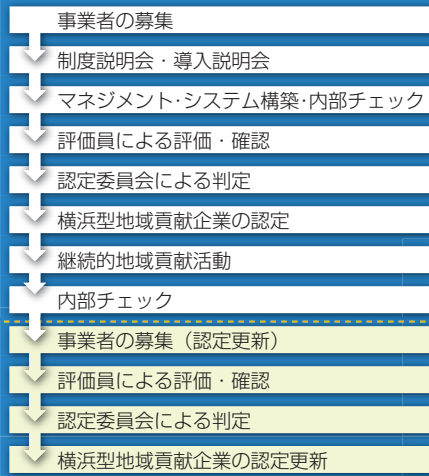 事業者の募集
制度説明会・導入説明会
マネジメント・システム構築・内部チェック
評価員による評価・確認
認定委員会による判定
横浜型地域貢献企業の認定
継続的地域貢献活動
内部チェック
事業者の募集（認定更新）
評価員による評価・確認
認定委員会による判定
横浜型地域貢献企業の認定更新